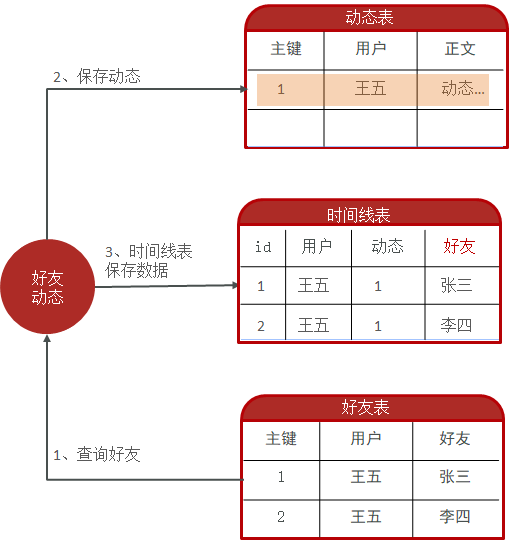 动态表
主键 用户 正文
1 王五 动态...
2、保存动态
时间线表
id 用户 动态 好友
1 王五 1 张三
2 王五 1 李四
3、时间线表
保存数据
好友
动态
好友表
主键 用户 好友
1 王五 张三
2 王五 李四
1、查询好友